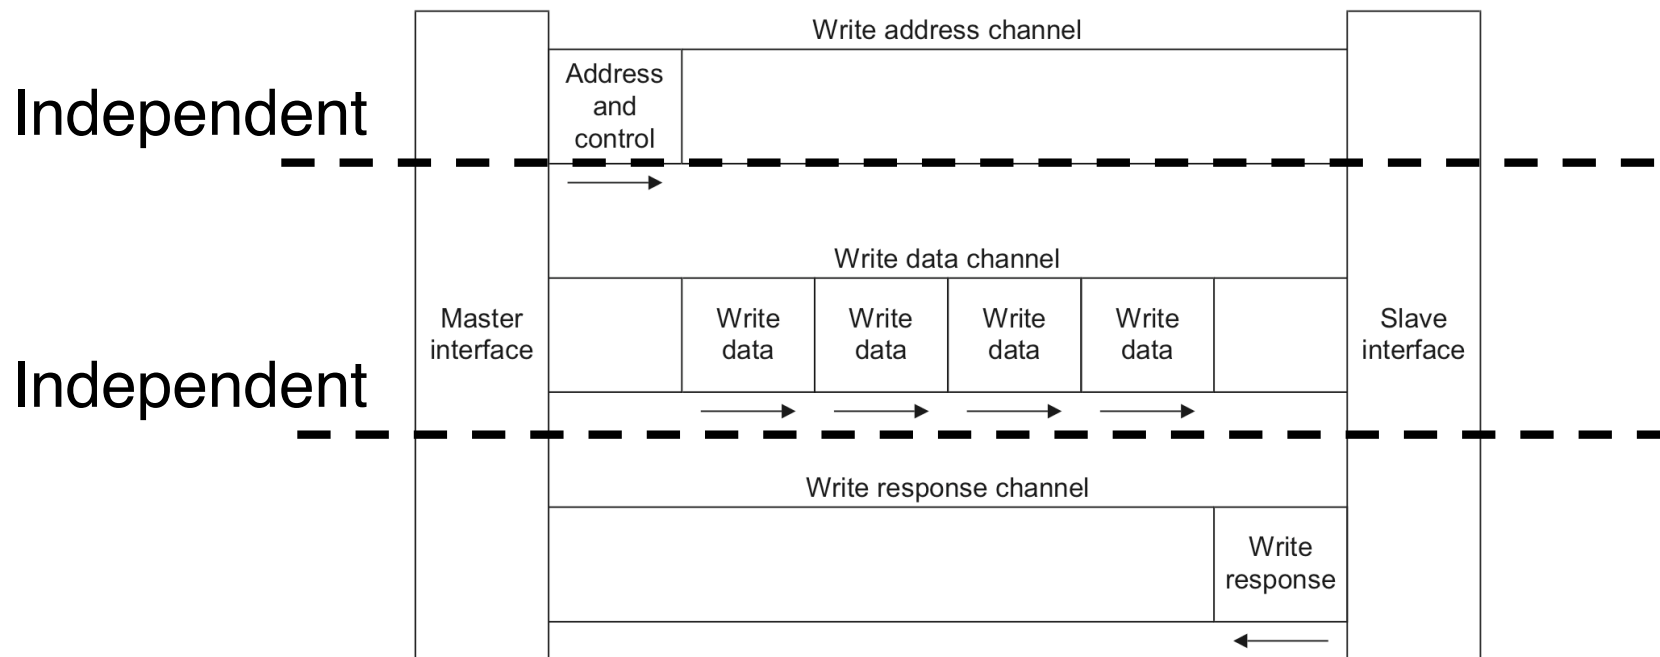 Write address channel
Address
and
control
Independent
Write data channel
Master
interface
Write
data
Write
data
Write
data
Write
data
Slave
interface
Independent
Write response channel
Write
response